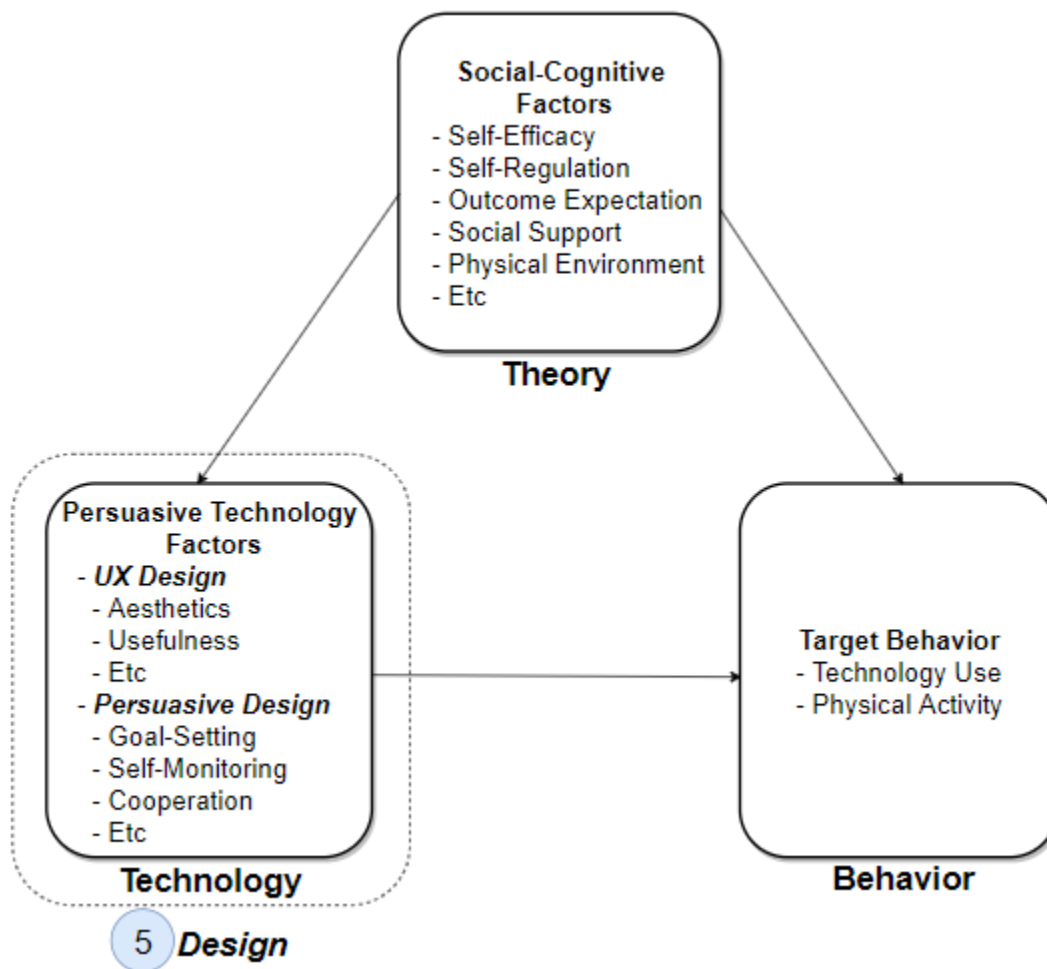 Social-Cognitive
Factors
- Self-Efficacy
- Self-Regulation
- Outcome Expectation
- Social Support
- Physical Environment
- Etc
Theory
Persuasive Technology
Factors
- UX Design
- Aesthetics
- Usefulness
- Etc
- Persuasive Design
- Goal-Setting
- Self-Monitoring
- Cooperation
- Etc
Technology
5 Design
Target Behavior
- Technology Use
- Physical Activity
Behavior